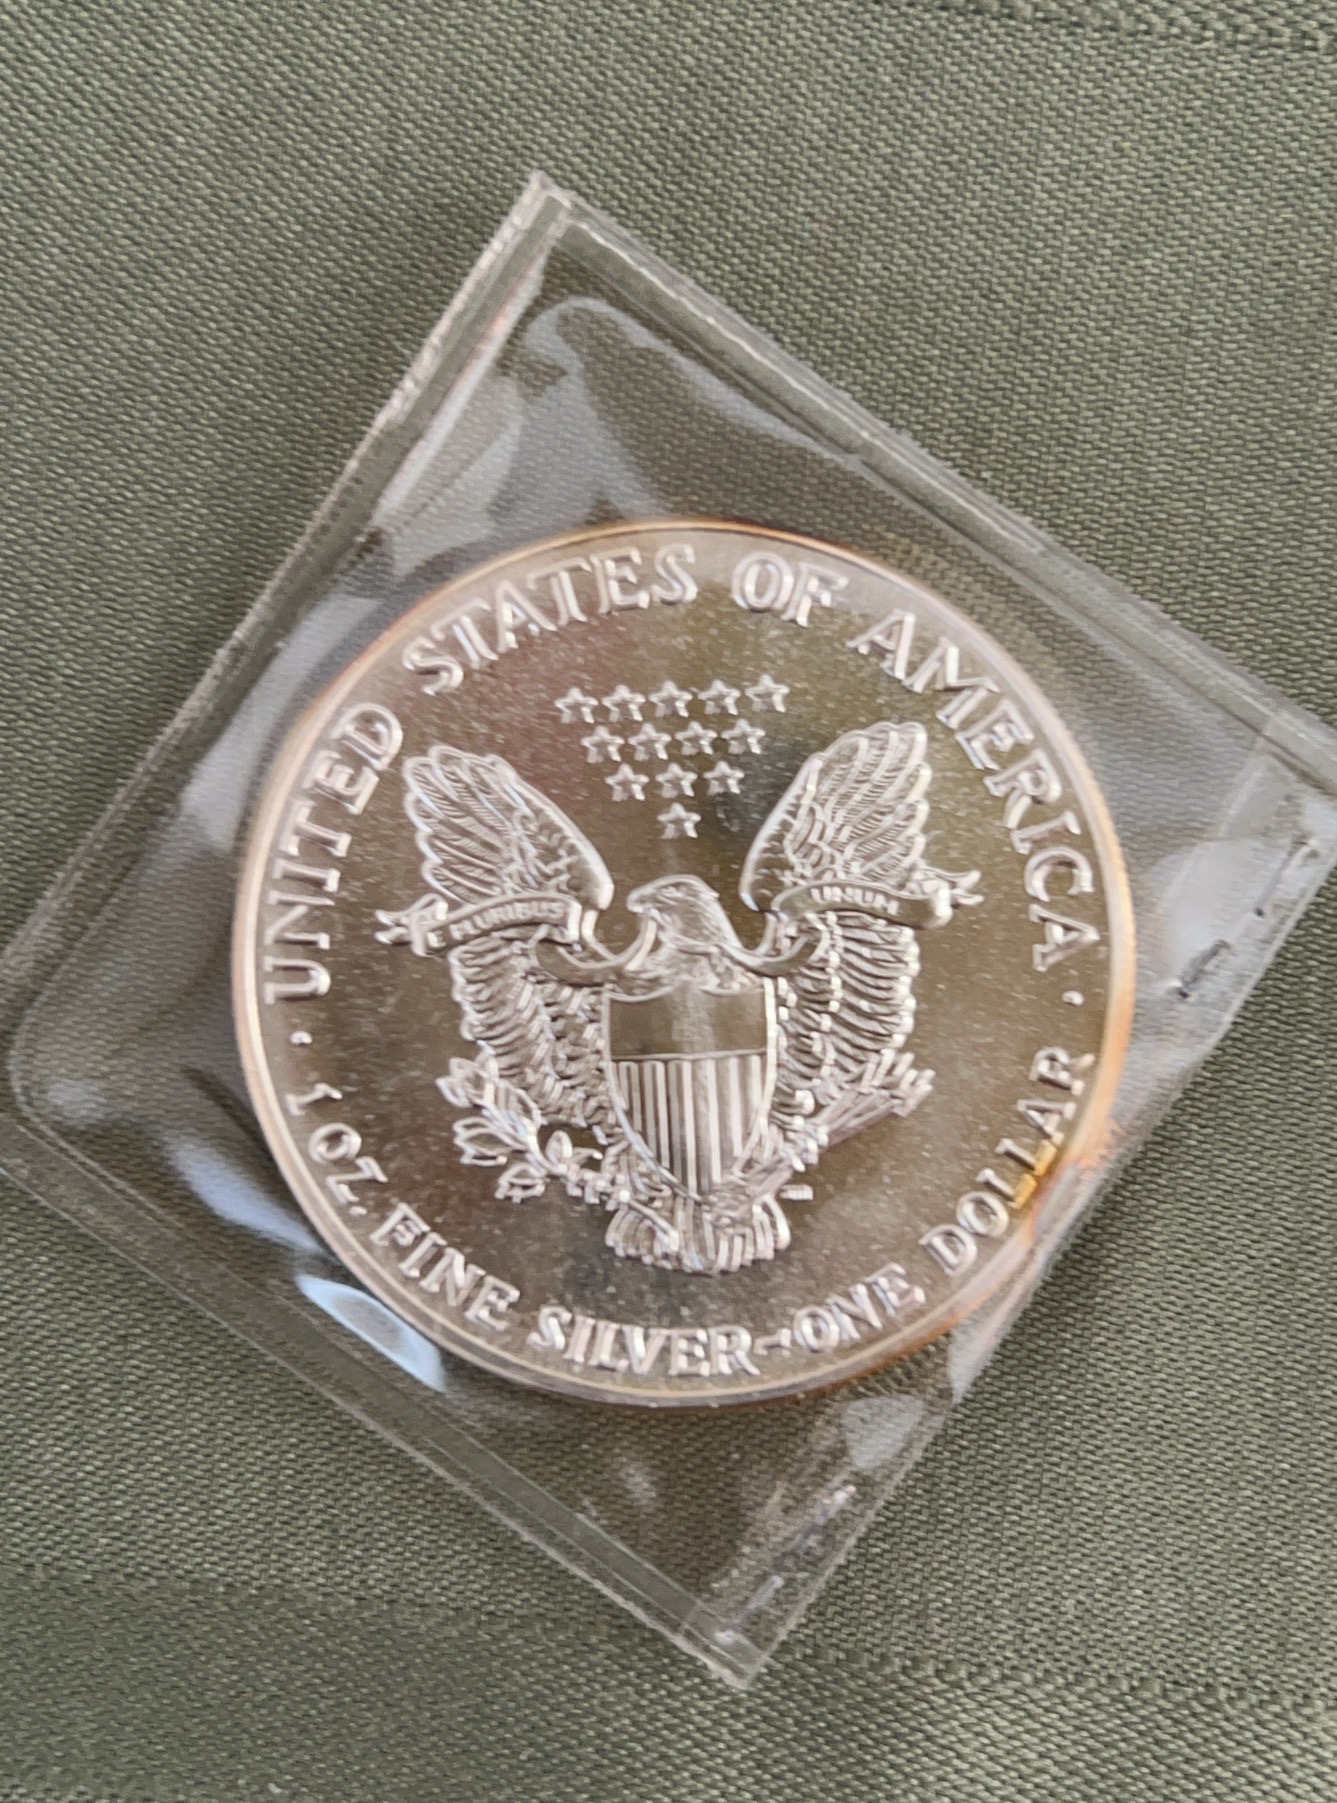 UNITED STATES OF AMERICA
E PLURIBUS UNUM
1 OZ. FINE SILVER~ONE DOLLAR